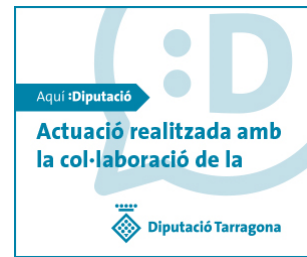 :D
Aquí :Diputació
Actuació realitzada amb
la col·laboració de la
Diputació Tarragona